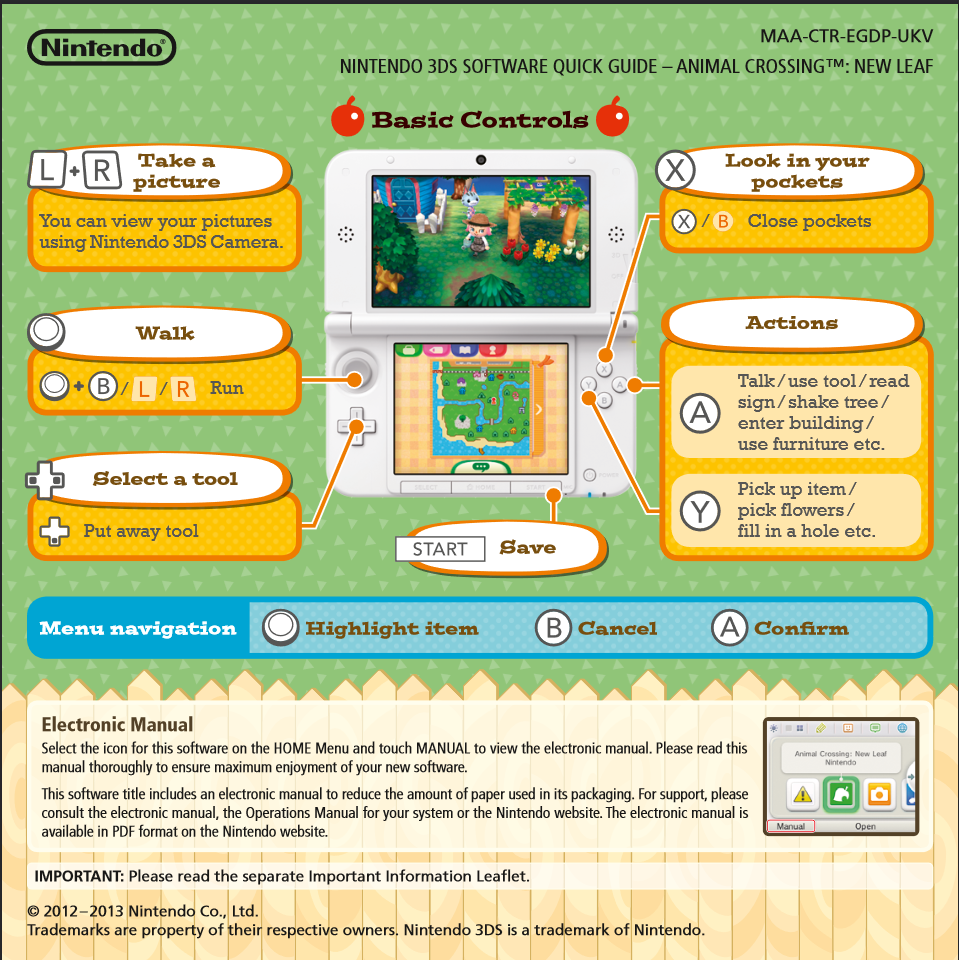 Nintendo®
MAA-CTR-EGDP-UKV
NINTENDO 3DS SOFTWARE QUICK GUIDE – ANIMAL CROSSING™: NEW LEAF
Basic Controls
L + R Take a
picture
You can view your pictures
using Nintendo 3DS Camera.
Walk
+ B / L / R Run
Select a tool
Put away tool
X Look in your
pockets
X / B Close pockets
Actions
A
Talk / use tool / read
sign / shake tree /
enter building /
use furniture etc.
Y
Pick up item /
pick flowers /
fill in a hole etc.
X
Y A
B
SELECT HOME START
POWER
START Save
Menu navigation Highlight item B Cancel A Confirm
Electronic Manual
Select the icon for this software on the HOME Menu and touch MANUAL to view the electronic manual. Please read this
manual thoroughly to ensure maximum enjoyment of your new software.
This software title includes an electronic manual to reduce the amount of paper used in its packaging. For support, please
consult the electronic manual, the Operations Manual for your system or the Nintendo website. The electronic manual is
available in PDF format on the Nintendo website.
Animal Crossing: New Leaf
Nintendo
Manual Open
IMPORTANT: Please read the separate Important Information Leaflet.
© 2012–2013 Nintendo Co., Ltd.
Trademarks are property of their respective owners. Nintendo 3DS is a trademark of Nintendo.